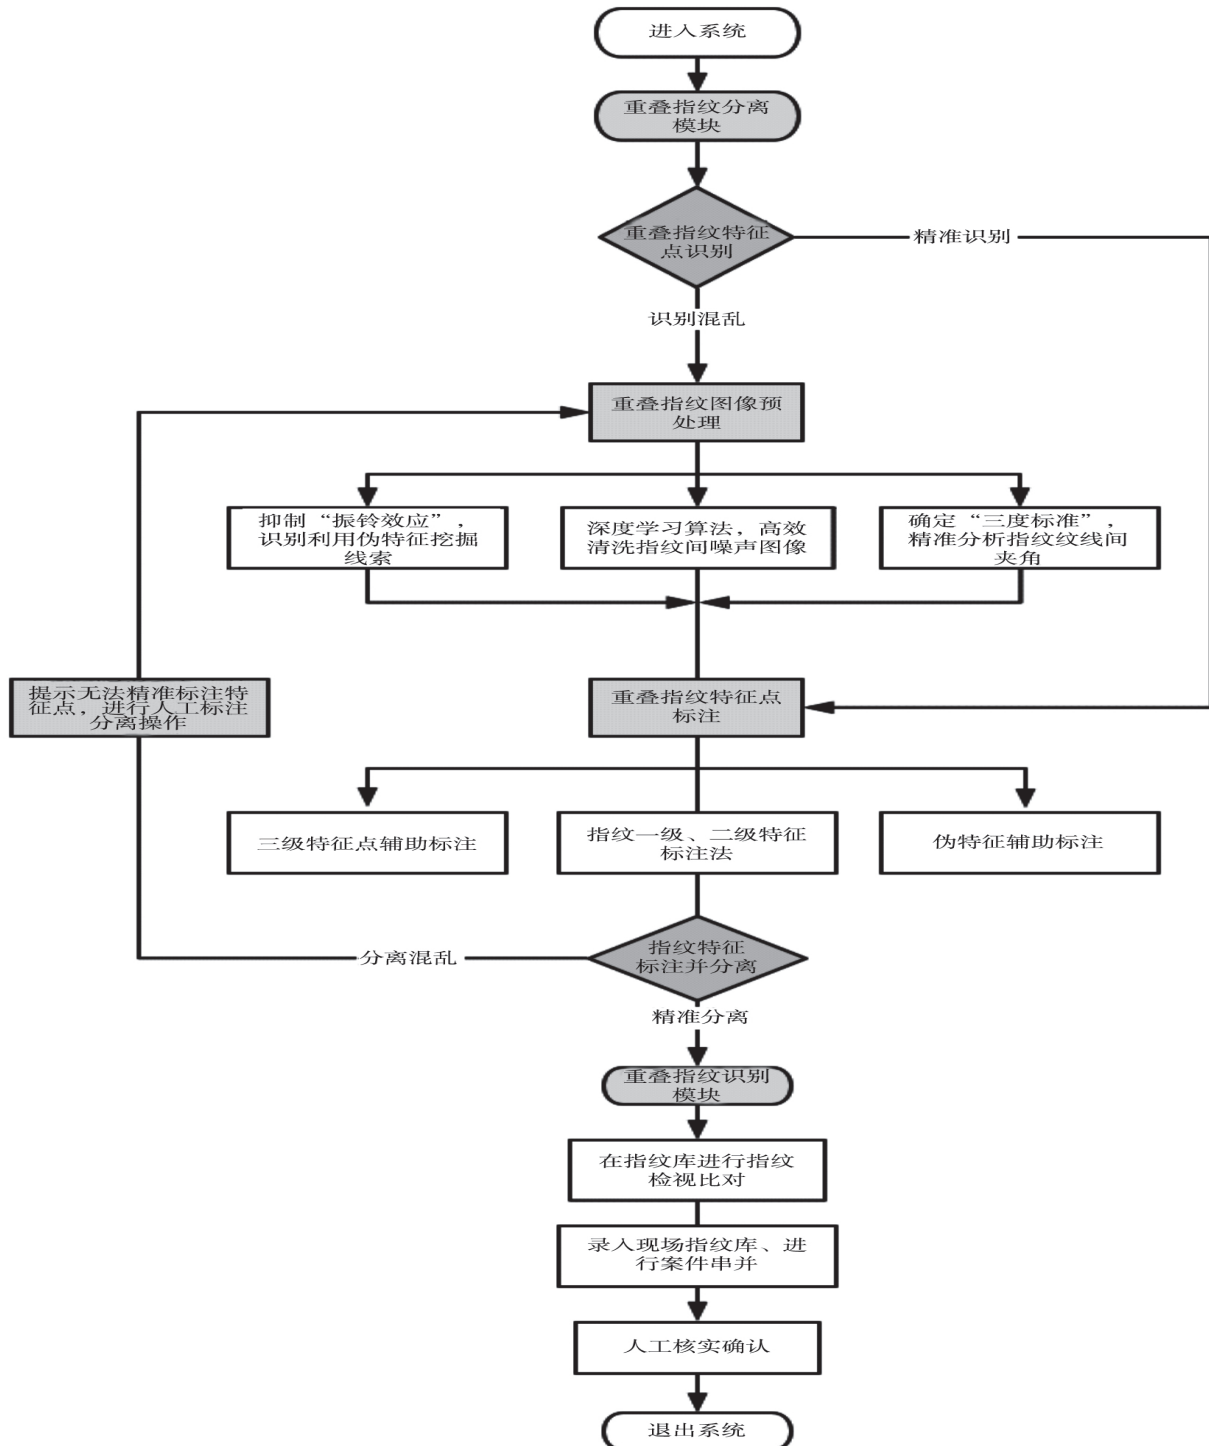 进入系统
重叠指纹分离
模块
重叠指纹特征
点识别
精准识别
识别混乱
重叠指纹图像预
处理
抑制“振铃效应”，
识别利用伪特征挖掘
线索
深度学习算法，高效
清洗指纹间噪声图像
确定“三度标准”，
精准分析指纹纹线间
夹角
提示无法精准标注特
征点，进行人工标注
分离操作
重叠指纹特征点
标注
三级特征点辅助标注
指纹一级、二级特征
标注法
伪特征辅助标注
分离混乱
指纹特征
标注并分离
精准分离
重叠指纹识别
模块
在指纹库进行指纹
检视比对
录入现场指纹库、进
行案件串并
人工核实确认
退出系统